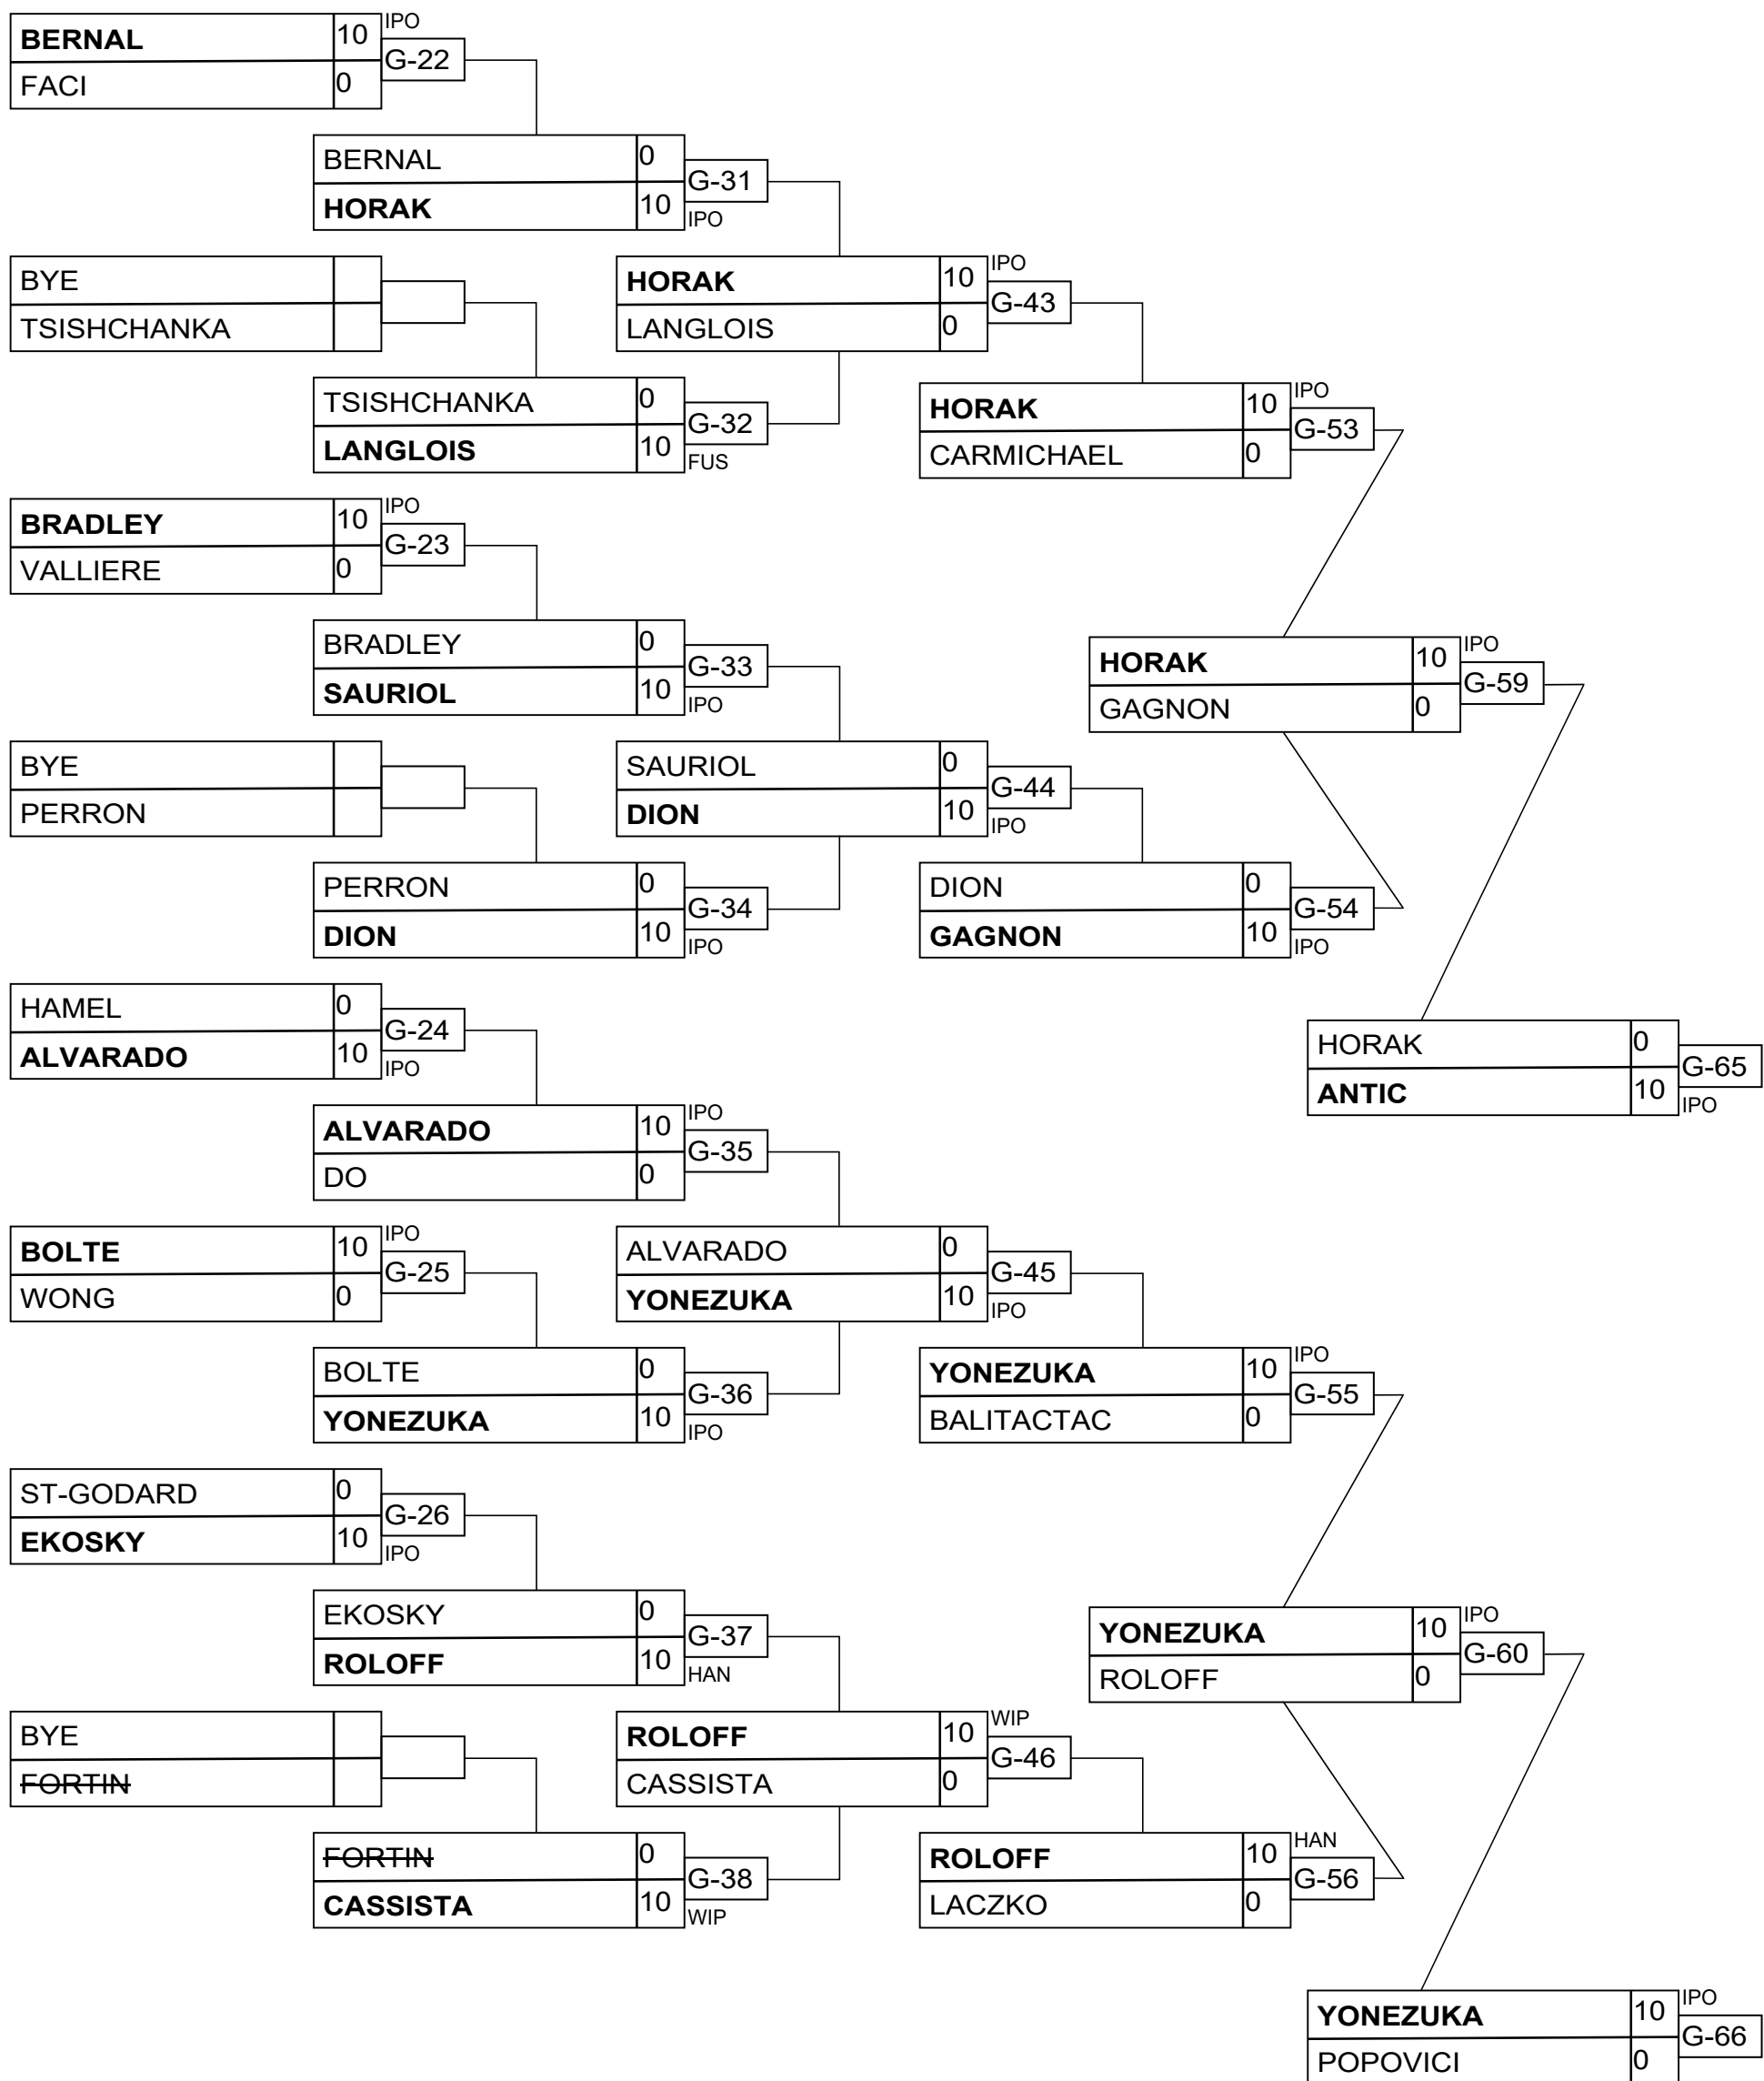 BERNAL 10 IPO
G-22
FACI 0
BERNAL 0
G-31
HORAK 10 IPO
BYE
TSISHCHANKA
HORAK 10 IPO
G-43
LANGLOIS 0
TSISHCHANKA 0
G-32
LANGLOIS 10 FUS
HORAK 10 IPO
G-53
CARMICHAEL 0
BRADLEY 10 IPO
G-23
VALLIERE 0
BRADLEY 0
G-33
SAURIOL 10 IPO
HORAK 10 IPO
G-59
GAGNON 0
BYE
PERRON
SAURIOL 0
G-44
DION 10 IPO
PERRON 0
G-34
DION 10 IPO
DION 0
G-54
GAGNON 10 IPO
HAMEL 0
G-24
ALVARADO 10 IPO
HORAK 0
G-65
ANTIC 10 IPO
ALVARADO 10 IPO
G-35
DO 0
BOLTE 10 IPO
G-25
WONG 0
ALVARADO 0
G-45
YONEZUKA 10 IPO
BOLTE 0
G-36
YONEZUKA 10 IPO
YONEZUKA 10 IPO
G-55
BALITACTAC 0
ST-GODARD 0
G-26
EKOSKY 10 IPO
EKOSKY 0
G-37
ROLOFF 10 HAN
YONEZUKA 10 IPO
G-60
ROLOFF 0
BYE
FORTIN
ROLOFF 10 WIP
G-46
CASSISTA 0
FORTIN 0
G-38
CASSISTA 10 WIP
ROLOFF 10 HAN
G-56
LACZKO 0
YONEZUKA 10 IPO
G-66
POPOVICI 0